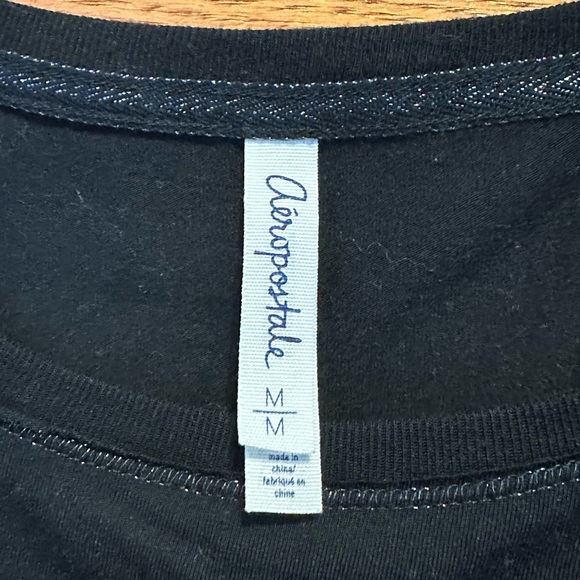 aéropostale
M
M
made in
china/
fabriqué en
chine